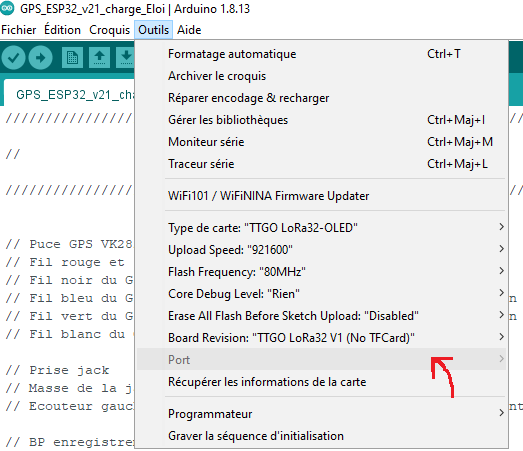 GPS_ESP32_v21_charge_Eloi | Arduino 1.8.13
Fichier Édition Croquis Outils Aide
Formatage automatique Ctrl+T
Archiver le croquis
Réparer encodage & recharger
GPS_ESP32_v21_cha
Gérer les bibliothèques Ctrl+Maj+I
////////////////
Moniteur série Ctrl+Maj+M
//
Traceur série Ctrl+Maj+L
////////////////
WiFi101 / WiFiNINA Firmware Updater
Type de carte: "TTGO LoRa32-OLED"
// Puce GPS VK28
Upload Speed: "921600"
// Fil rouge et
Flash Frequency: "80MHz"
// Fil noir du G
Core Debug Level: "Rien"
// Fil bleu du G
Erase All Flash Before Sketch Upload: "Disabled"
// Fil vert du G
Board Revision: "TTGO LoRa32 V1 (No TFCard)"
// Fil blanc du
Port
// Prise jack
Récupérer les informations de la carte
// Masse de la j
// Ecouteur gauc
Programmateur
Graver la séquence d'initialisation
// BP enregistre